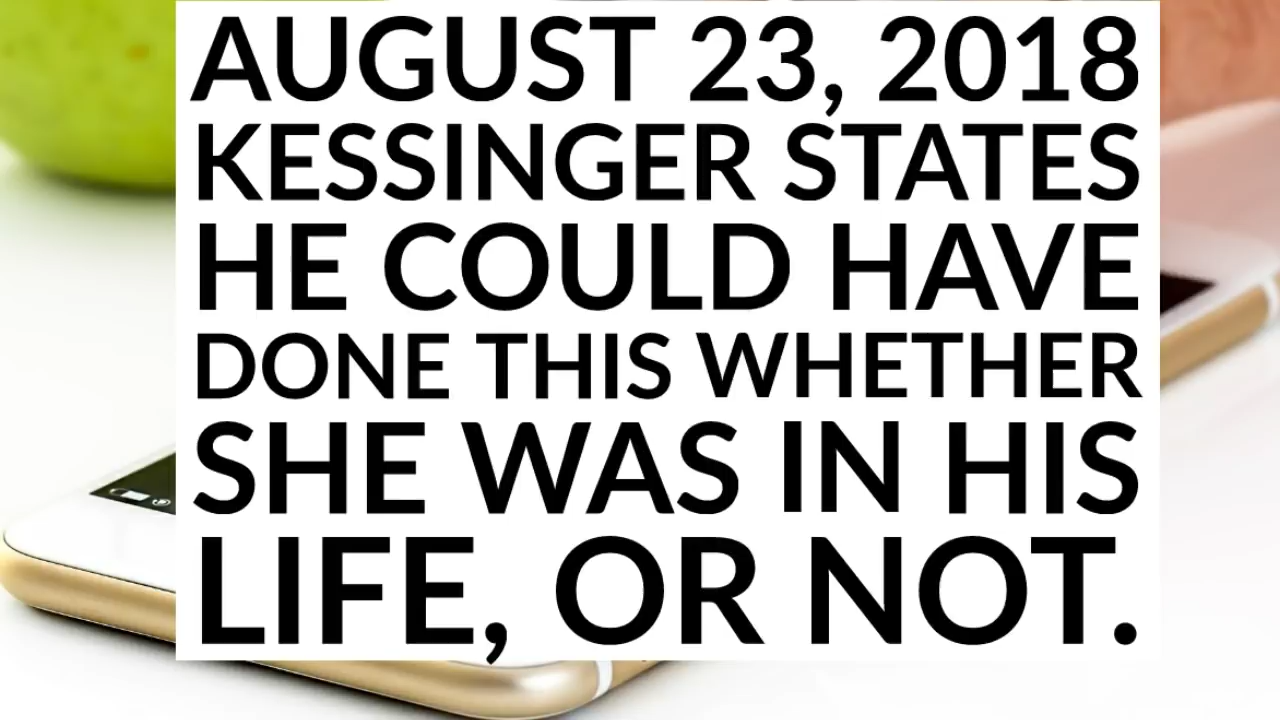 AUGUST 23, 2018
KESSINGER STATES
HE COULD HAVE
DONE THIS WHETHER
SHE WAS IN HIS
LIFE, OR NOT.